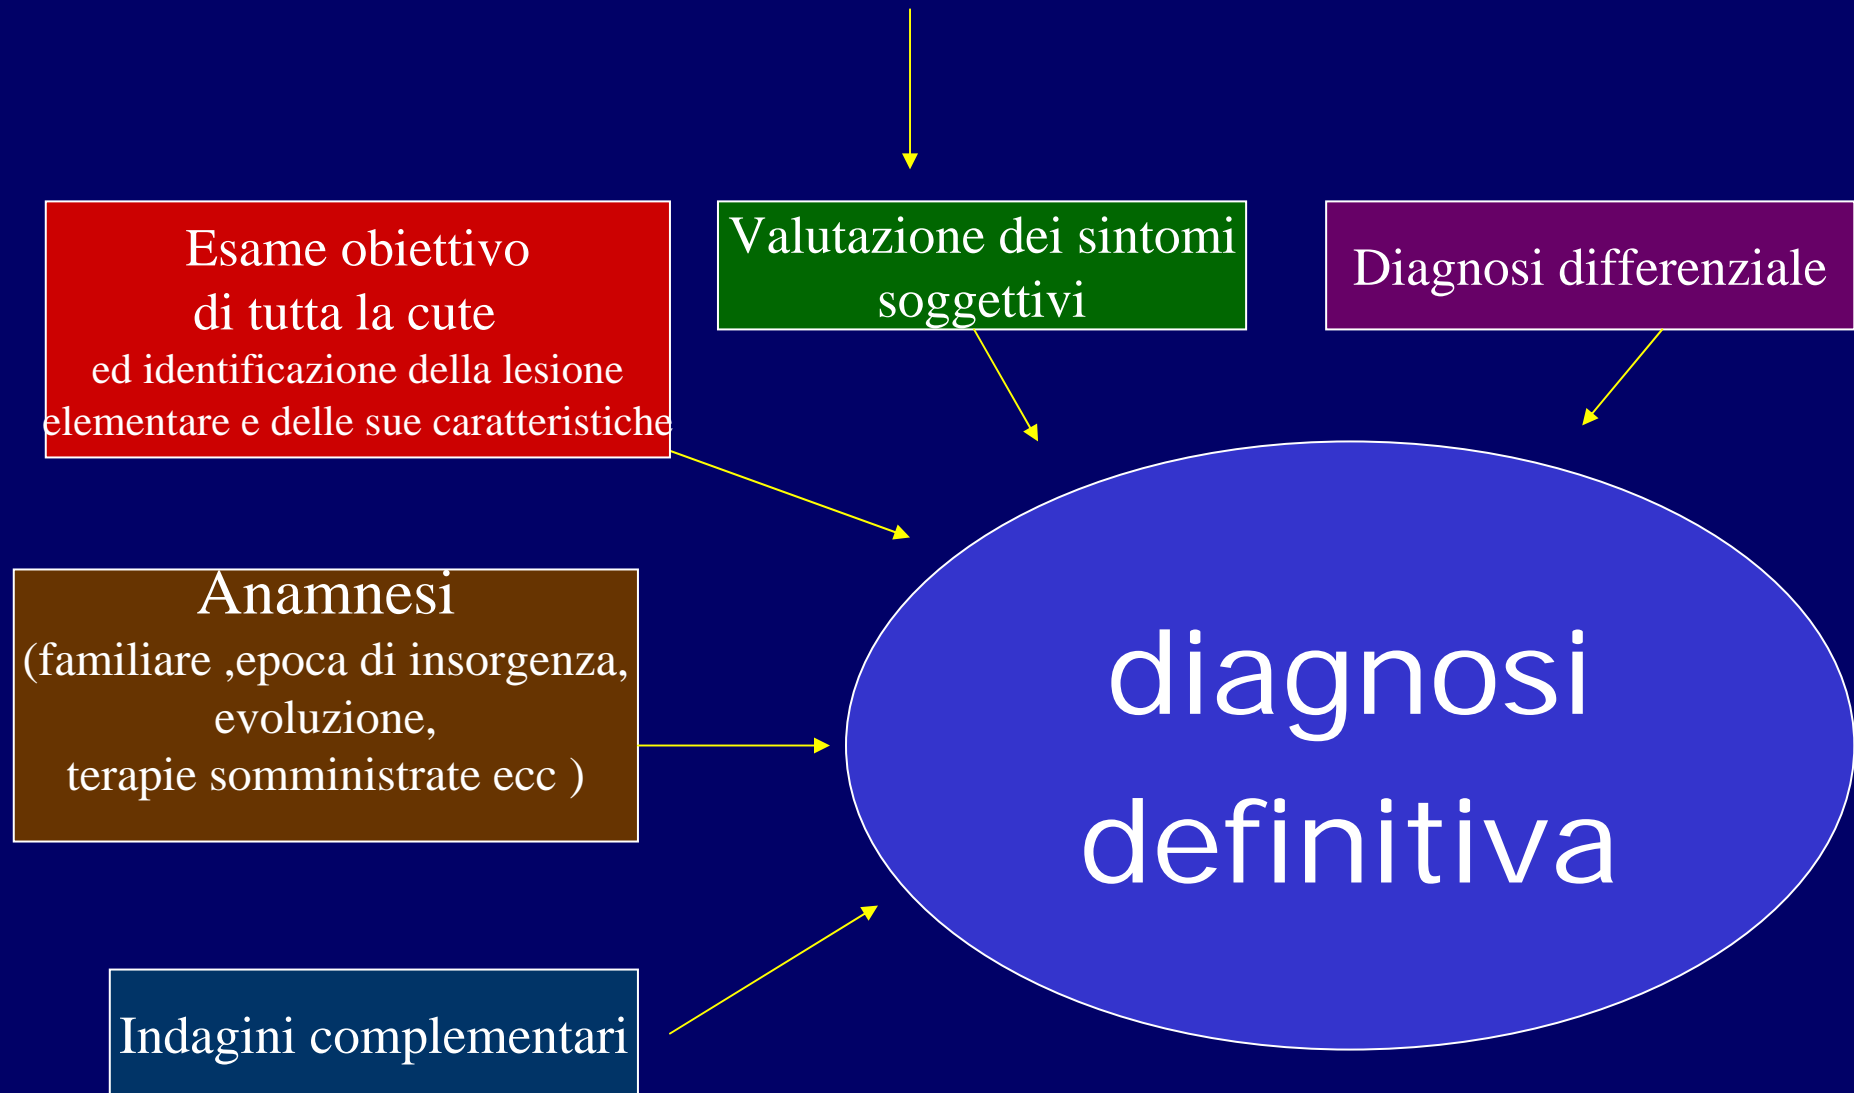 Esame obiettivo
di tutta la cute
ed identificazione della lesione
elementare e delle sue caratteristiche
Valutazione dei sintomi
soggettivi
Diagnosi differenziale
Anamnesi
(familiare ,epoca di insorgenza,
evoluzione,
terapie somministrate ecc )
diagnosi
definitiva
Indagini complementari